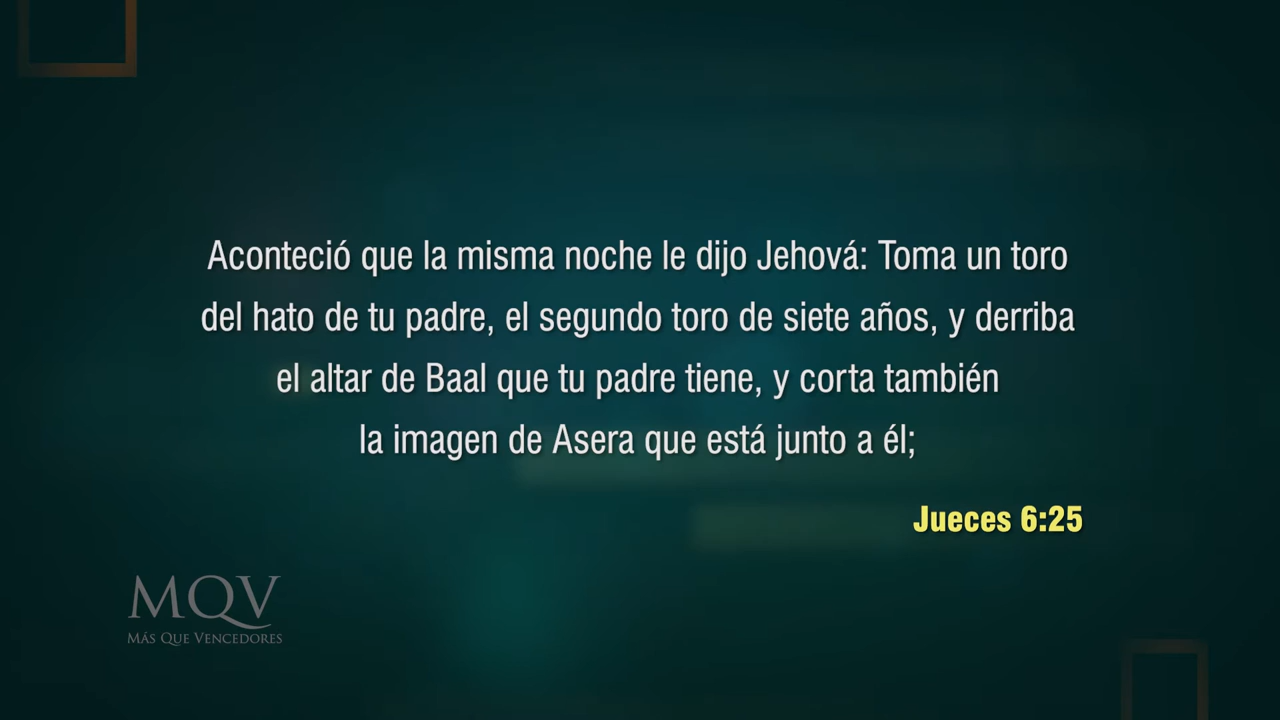 Aconteció que la misma noche le dijo Jehová: Toma un toro
del hato de tu padre, el segundo toro de siete años, y derriba
el altar de Baal que tu padre tiene, y corta también
la imagen de Asera que está junto a él;
Jueces 6:25
MQV
MÁS QUE VENCEDORES